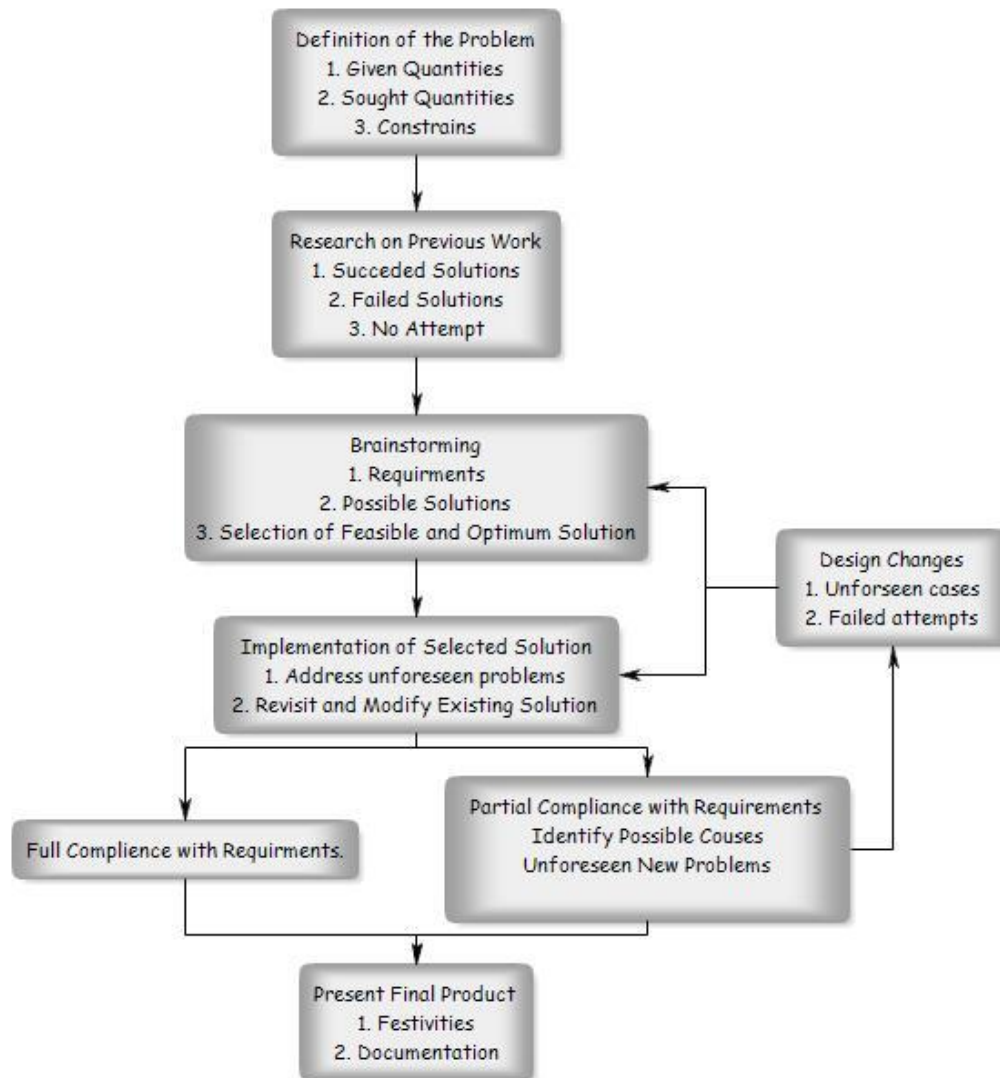 Definition of the Problem
1. Given Quantities
2. Sought Quantities
3. Constrains
Research on Previous Work
1. Succeded Solutions
2. Failed Solutions
3. No Attempt
Brainstorming
1. Requirments
2. Possible Solutions
3. Selection of Feasible and Optimum Solution
Design Changes
1. Unforseen cases
2. Failed attempts
Implementation of Selected Solution
1. Address unforeseen problems
2. Revisit and Modify Existing Solution
Full Complience with Requirments.
Partial Compliance with Requirements
Identify Possible Causes
Unforeseen New Problems
Present Final Product
1. Festivities
2. Documentation